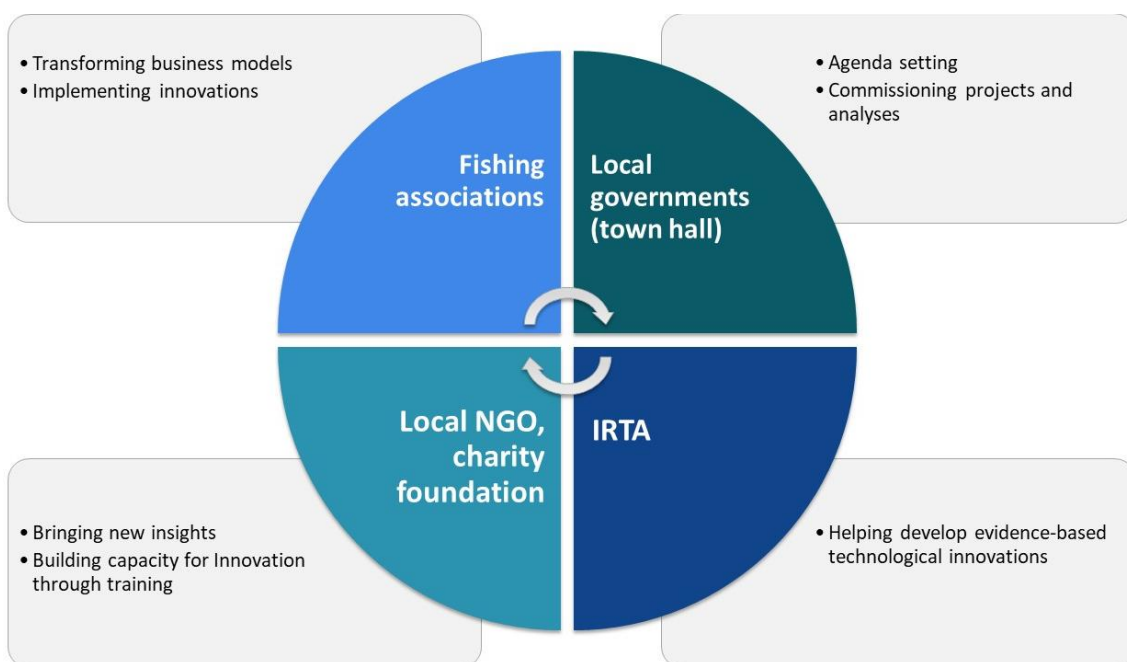 • Transforming business models
• Implementing innovations
• Agenda setting
• Commissioning projects and
analyses
Fishing
associations
Local
governments
(town hall)
Local NGO,
charity
foundation
IRTA
• Bringing new insights
• Building capacity for Innovation
through training
• Helping develop evidence-based
technological innovations